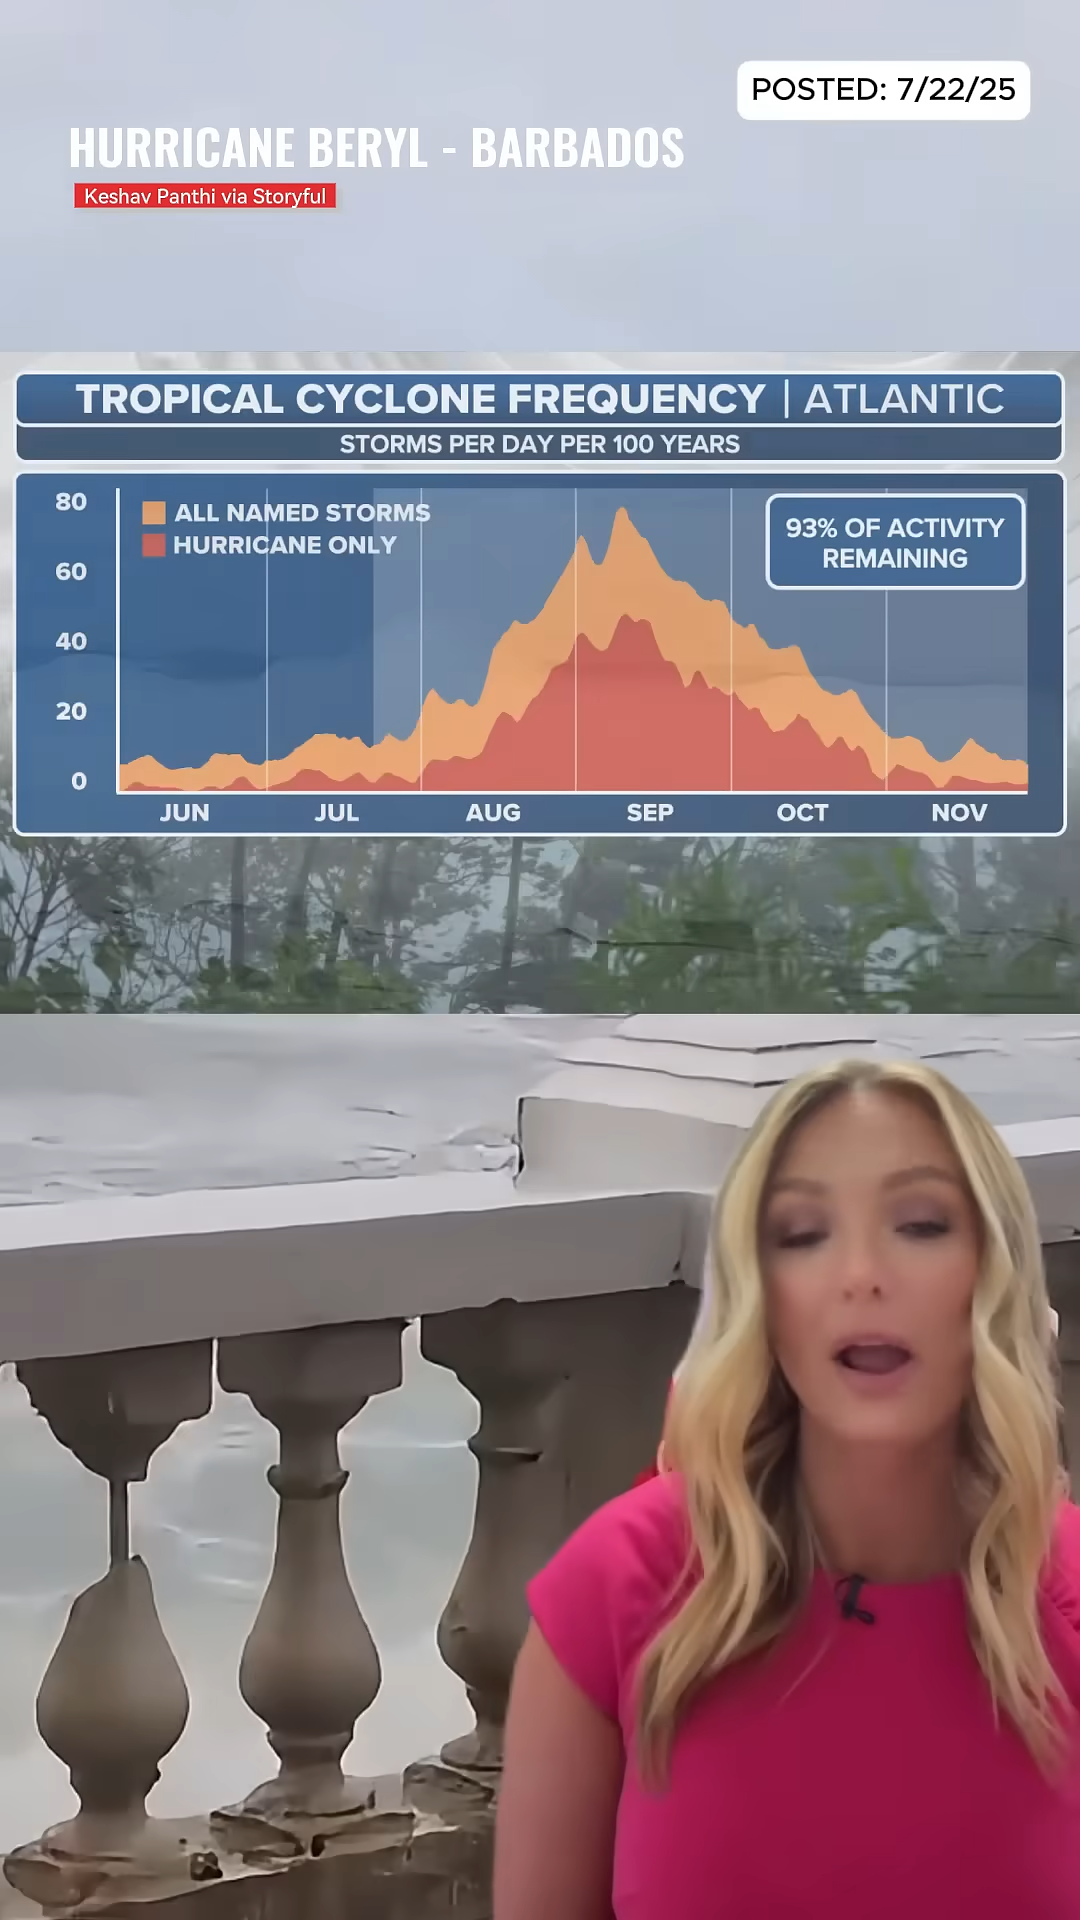 POSTED: 7/22/25
HURRICANE BERYL - BARBADOS
Keshav Panthi via Storyful
TROPICAL CYCLONE FREQUENCY | ATLANTIC
STORMS PER DAY PER 100 YEARS
80
60
40
20
0
ALL NAMED STORMS
HURRICANE ONLY
93% OF ACTIVITY
REMAINING
JUN JUL AUG SEP OCT NOV